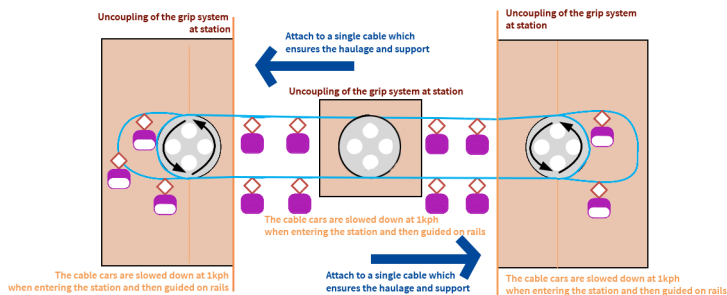 Uncoupling of the grip system
at station
Uncoupling of the grip system
at station
Attach to a single cable which
ensures the haulage and support
Uncoupling of the grip system at station
The cable cars are slowed down at 1kph
when entering the station and then guided on rails
The cable cars are slowed down at 1kph
when entering the station and then guided on rails
Attach to a single cable which
ensures the haulage and support
The cable cars are slowed down at 1kph
when entering the station and then guided on rails